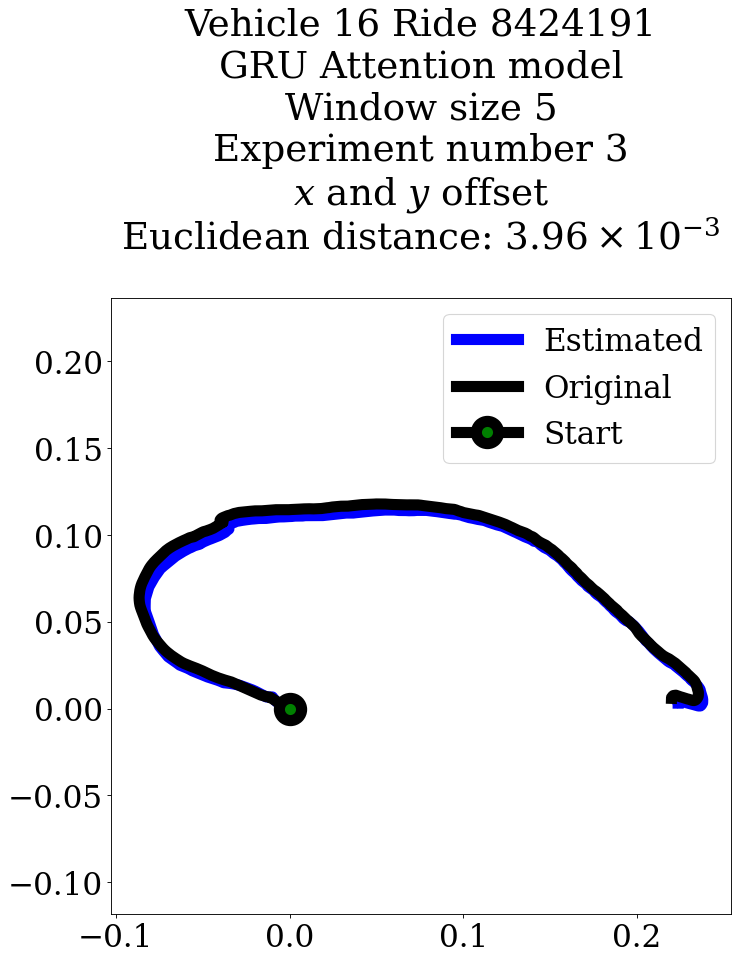 Vehicle 16 Ride 8424191
GRU Attention model
Window size 5
Experiment number 3
x and y offset
Euclidean distance: 3.96 × 10⁻³
Estimated
Original
Start
0.20
0.15
0.10
0.05
0.00
−0.05
−0.10
−0.1 0.0 0.1 0.2